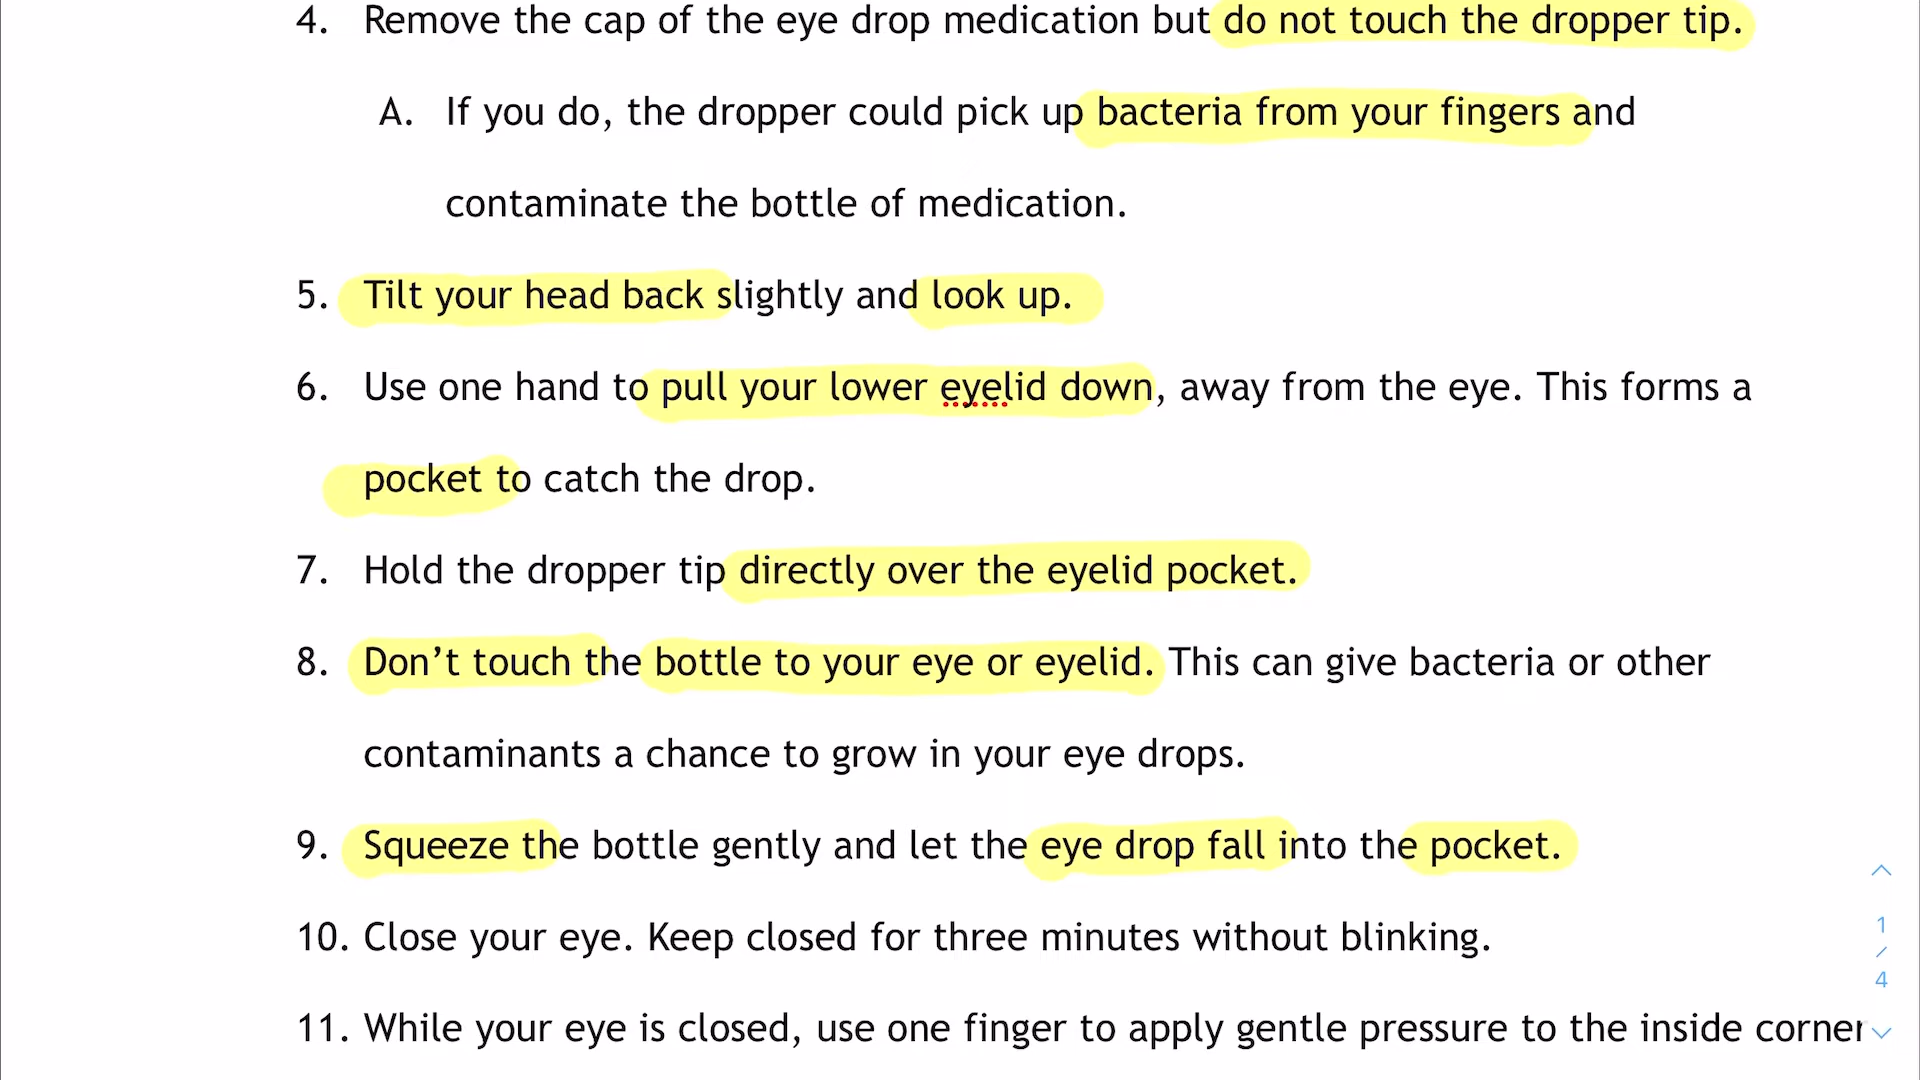 4. Remove the cap of the eye drop medication but do not touch the dropper tip.
A. If you do, the dropper could pick up bacteria from your fingers and
contaminate the bottle of medication.
5. Tilt your head back slightly and look up.
6. Use one hand to pull your lower eyelid down, away from the eye. This forms a
pocket to catch the drop.
7. Hold the dropper tip directly over the eyelid pocket.
8. Don’t touch the bottle to your eye or eyelid. This can give bacteria or other
contaminants a chance to grow in your eye drops.
9. Squeeze the bottle gently and let the eye drop fall into the pocket.
10. Close your eye. Keep closed for three minutes without blinking.
11. While your eye is closed, use one finger to apply gentle pressure to the inside corner
1
/
4